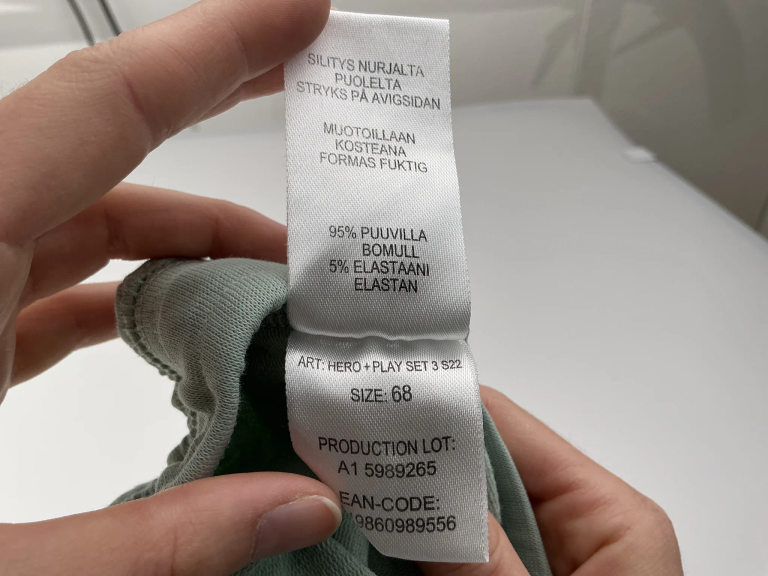 SILITYS NURJALTA
PUOLELTA
STRYKS PÅ AVIGSIDAN
MUOTOILLAAN
KOSTEANA
FORMAS FUKTIG
95% PUUVILLA
BOMULL
5% ELASTAANI
ELASTAN
ART: HERO + PLAY SET 3 S22
SIZE: 68
PRODUCTION LOT:
A1 5989265
EAN-CODE: